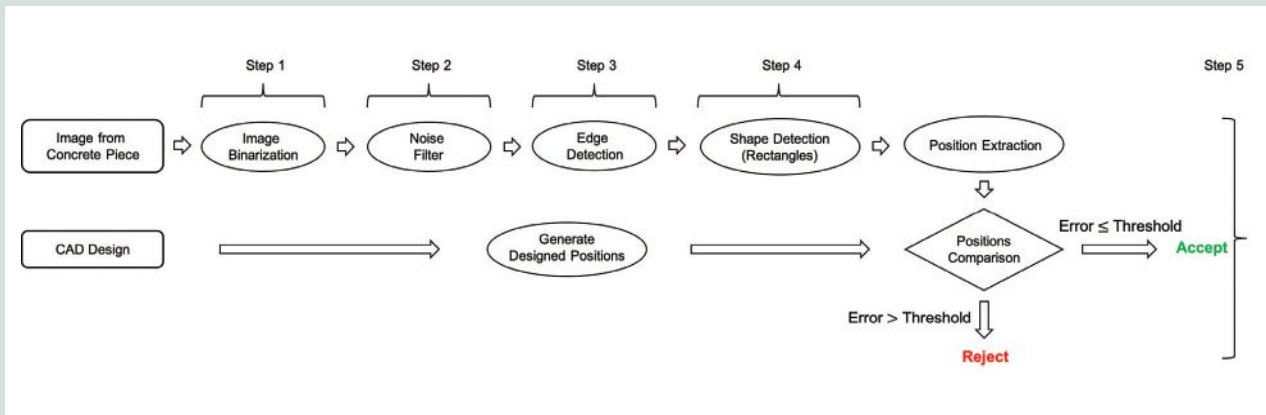 Step 1
Step 2
Step 3
Step 4
Step 5
Image from
Concrete Piece
Image
Binarization
Noise
Filter
Edge
Detection
Shape Detection
(Rectangles)
Position Extraction
CAD Design
Generate
Designed Positions
Positions
Comparison
Error ≤ Threshold
Accept
Error > Threshold
Reject